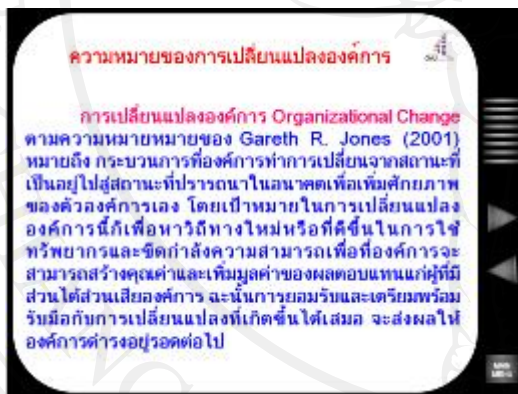 ความหมายของการเปลี่ยนแปลงองค์การ
การเปลี่ยนแปลงองค์การ Organizational Change
ตามความหมายหมายของ Gareth R. Jones (2001)
หมายถึง กระบวนการที่องค์การทำการเปลี่ยนจากสถานะที่
เป็นอยู่ไปสู่สถานะที่ปรารถนาในอนาคตเพื่อเพิ่มศักยภาพ
ของตัวองค์การเอง โดยเป้าหมายในการเปลี่ยนแปลง
องค์การนี้ก็เพื่อหาวิถีทางใหม่หรือที่ดีขึ้นในการใช้
ทรัพยากรและขีดกำลังความสามารถเพื่อที่องค์การจะ
สามารถสร้างคุณค่าและเพิ่มมูลค่าของผลตอบแทนแก่ผู้ที่มี
ส่วนได้ส่วนเสียองค์การ ฉะนั้นการยอมรับและเตรียมพร้อม
รับมือกับการเปลี่ยนแปลงที่เกิดขึ้นได้เสมอ จะส่งผลให้
องค์การดำรงอยู่รอดต่อไป